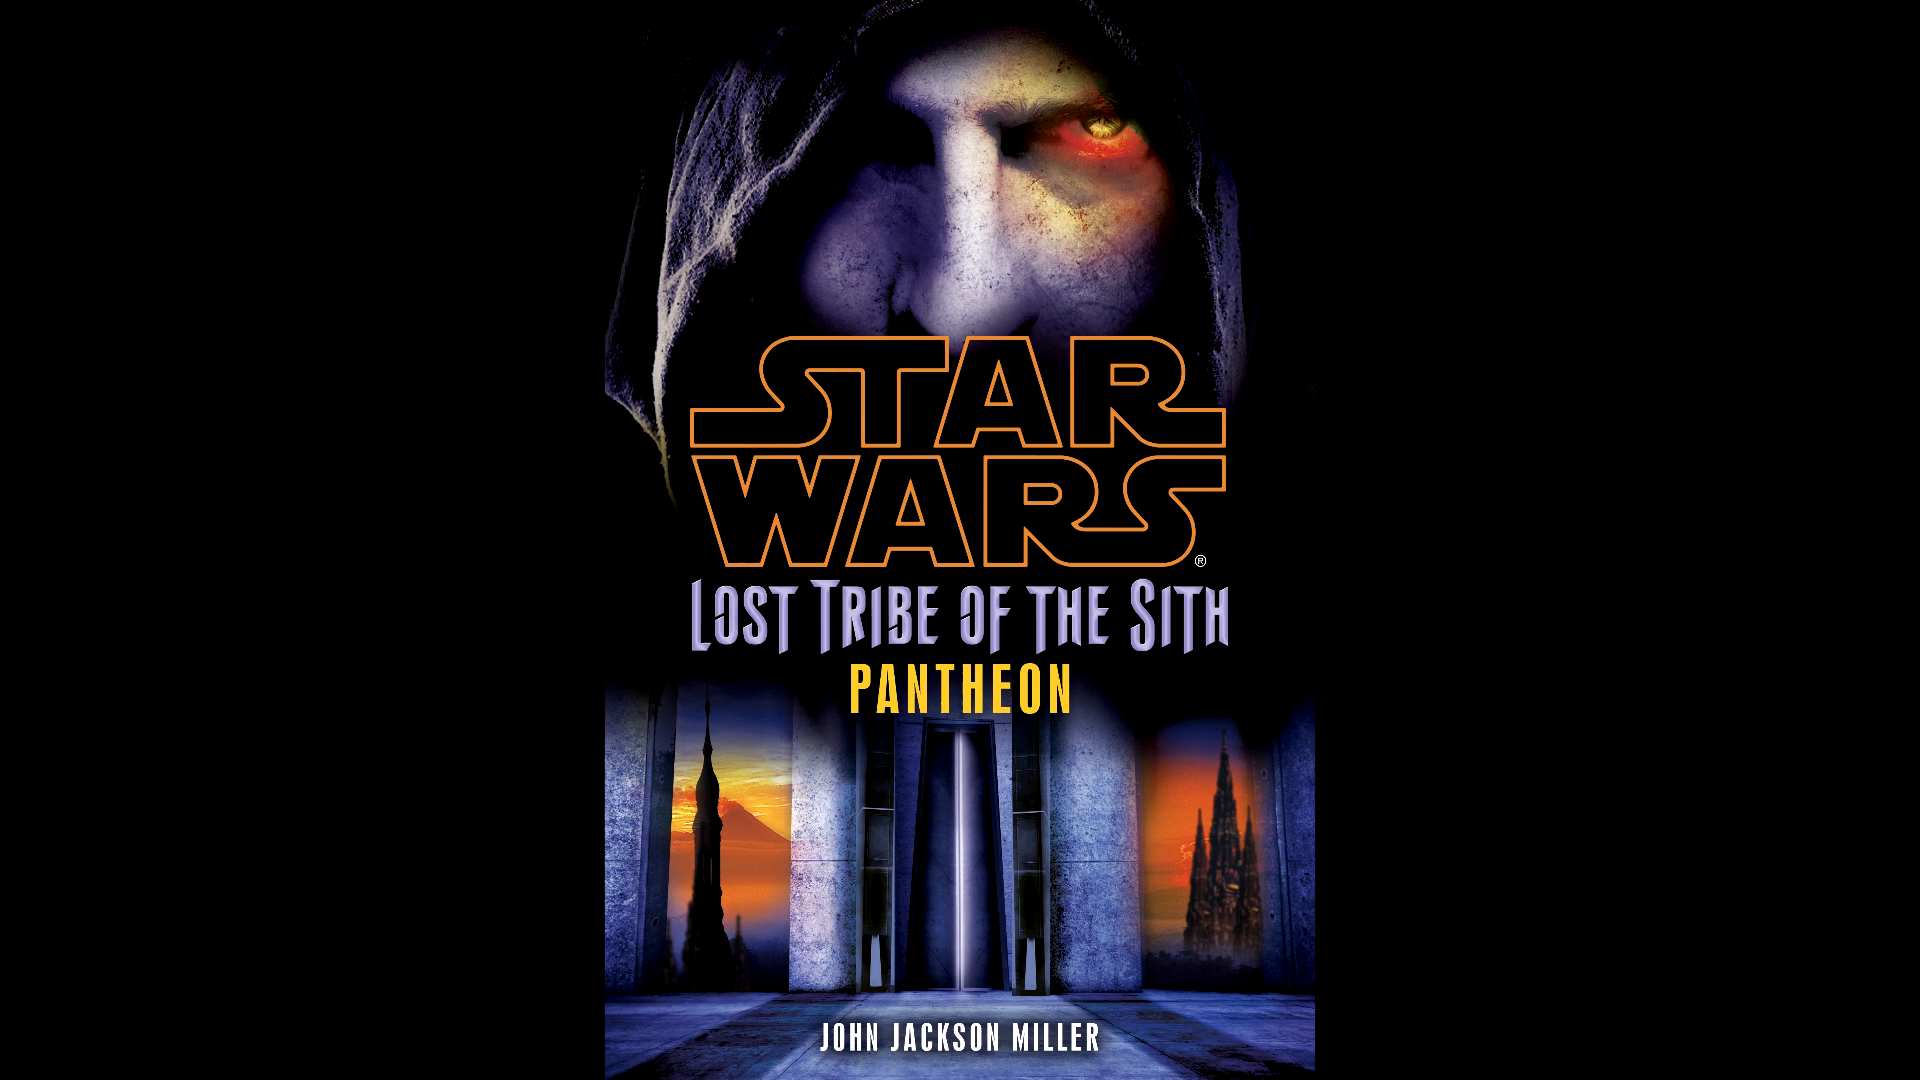 STAR
WARS®
LOST TRIBE OF THE SITH
PANTHEON
JOHN JACKSON MILLER